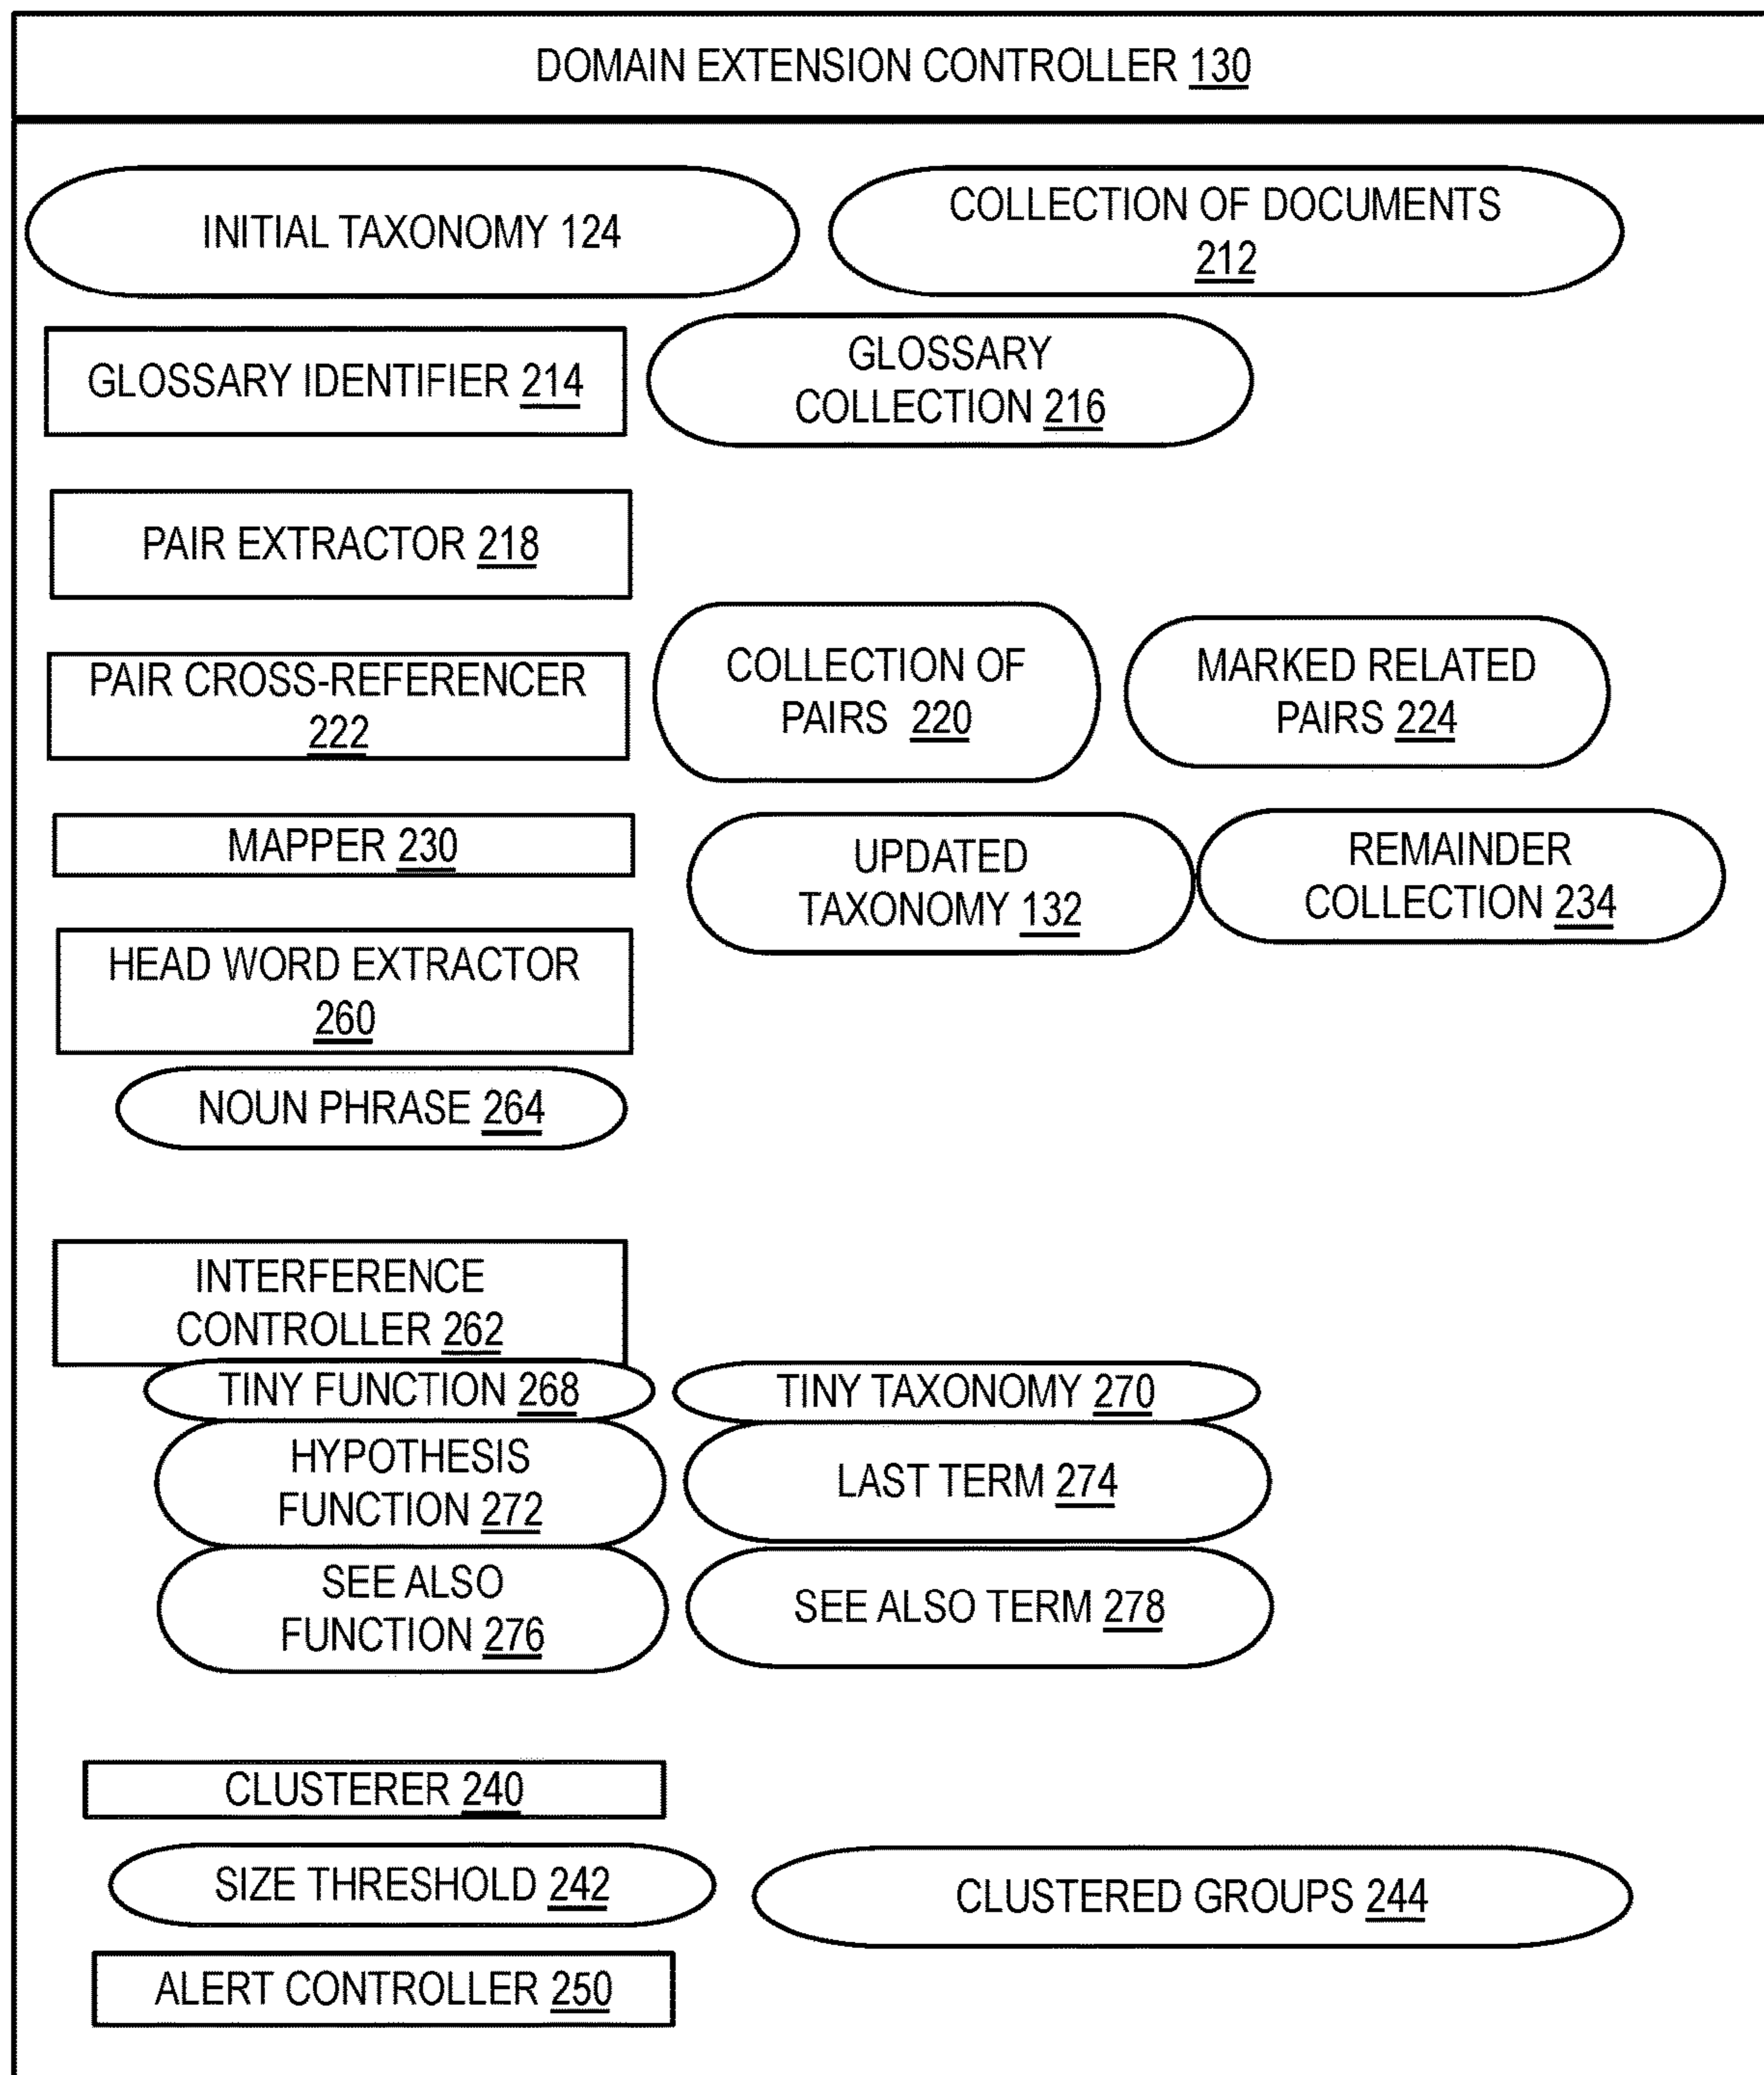 DOMAIN EXTENSION CONTROLLER 130
INITIAL TAXONOMY 124
COLLECTION OF DOCUMENTS
212
GLOSSARY IDENTIFIER 214
GLOSSARY
COLLECTION 216
PAIR EXTRACTOR 218
PAIR CROSS-REFERENCER
222
COLLECTION OF
PAIRS 220
MARKED RELATED
PAIRS 224
MAPPER 230
UPDATED
TAXONOMY 132
REMAINDER
COLLECTION 234
HEAD WORD EXTRACTOR
260
NOUN PHRASE 264
INTERFERENCE
CONTROLLER 262
TINY FUNCTION 268
TINY TAXONOMY 270
HYPOTHESIS
FUNCTION 272
LAST TERM 274
SEE ALSO
FUNCTION 276
SEE ALSO TERM 278
CLUSTERER 240
SIZE THRESHOLD 242
CLUSTERED GROUPS 244
ALERT CONTROLLER 250